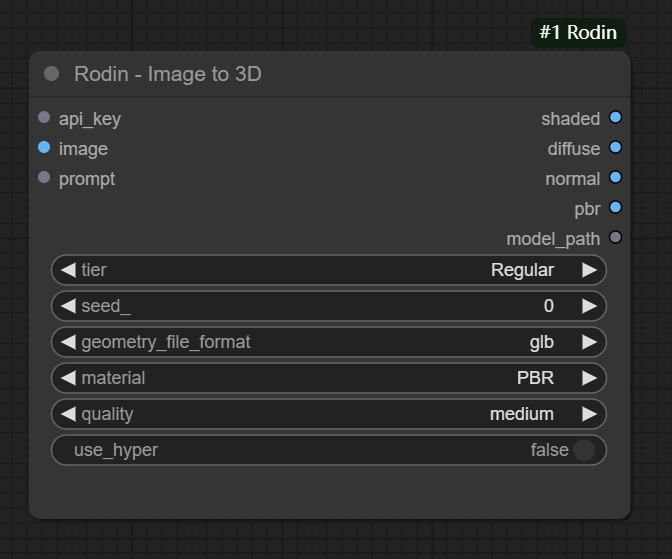 #1 Rodin
Rodin - Image to 3D
api_key shaded
image diffuse
prompt normal
pbr
model_path
tier Regular
seed_ 0
geometry_file_format glb
material PBR
quality medium
use_hyper false